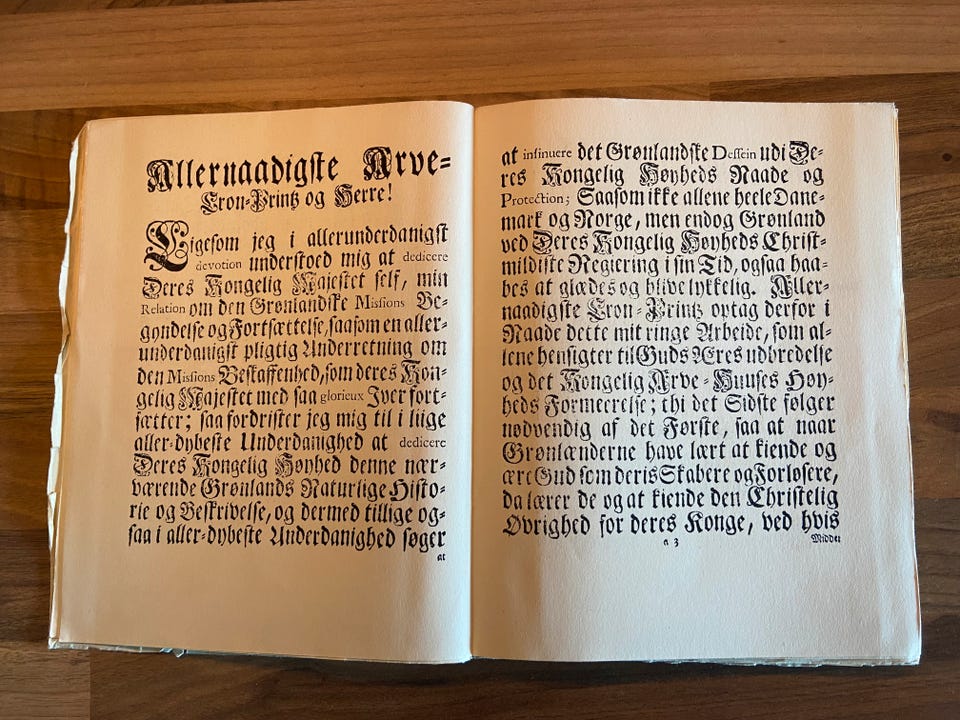 Allernaadigste Arve=
Cron-Printz og Herre!
Ligesom jeg i allerunderdanigst
devotion understoed mig at dedicere
Deres Kongelig Majestet self, min
Relation om den Grønlandske Missions Be-
gyndelse og Fortsættelse, saasom en aller-
underdanigst pligtig Underretning om
den Missions Beskaffenhed, som deres Kon-
gelig Majestet med saa glorieux Iver fort-
sætter; saa fordrister jeg mig til i liige
aller-dybeste Underdanighed at dedicere
Deres Kongelig Høyhed denne nær-
værende Grønlands Naturlige Histo-
rie og Beskrivelse, og dermed tillige og-
saa i aller-dybeste Underdanighed søger
at
at insinuere det Grønlandske Dessein udi De-
res Kongelig Høyheds Naade og
Protection; Saasom ikke allene heele Dane-
mark og Norge, men endog Grønland
ved Deres Kongelig Høyheds Christ-
mildiste Regiering i sin Tid, ogsaa haa-
bes at glædes og blive lykkelig. Aller-
naadigste Cron-Printz optag derfor i
Naade dette mit ringe Arbeide, som al-
lene hensigter til Guds Æres udbredelse
og det Kongelig Arve-Huuses Høy-
heds Formeerelse; thi det Sidste følger
nødvendig af det Første, saa at naar
Grønlænderne have lært at kiende og
ære Gud som deris Skabere og Forløsere,
da lærer de og at kiende den Christelig
Øvrighed for deres Konge, ved hvis
a 3 Middel